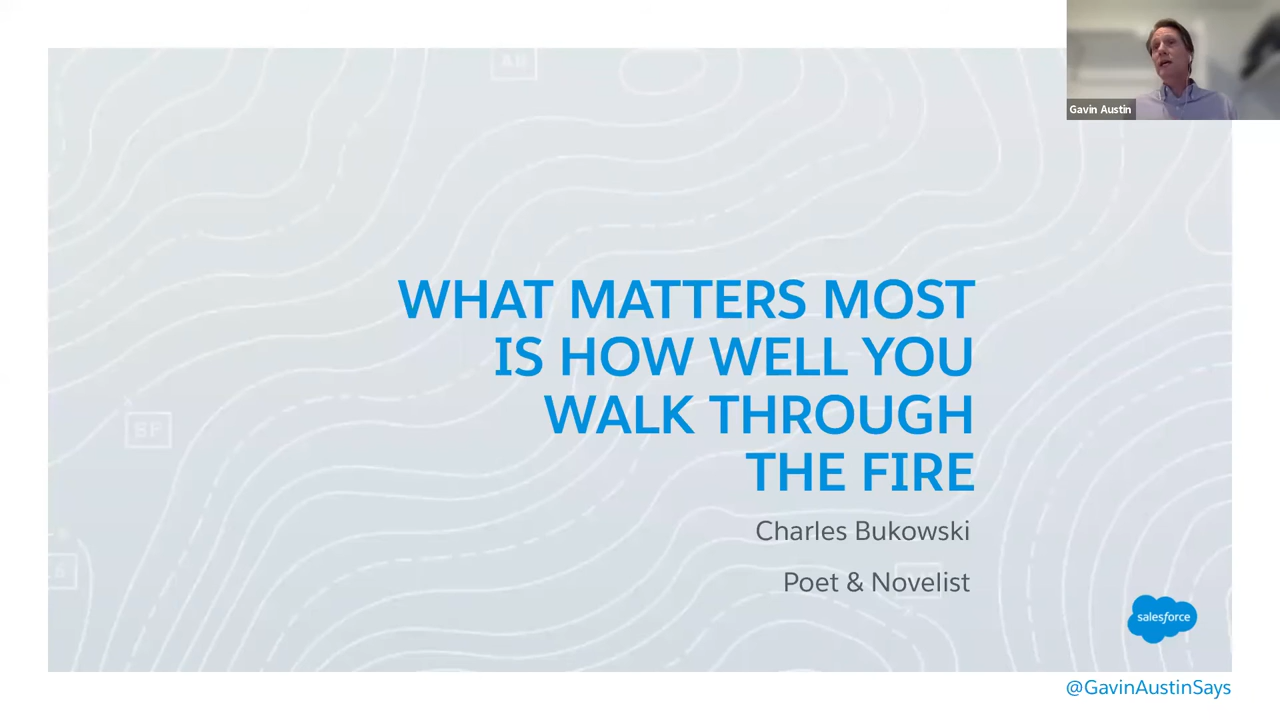 Gavin Austin
WHAT MATTERS MOST
IS HOW WELL YOU
WALK THROUGH
THE FIRE
Charles Bukowski
Poet & Novelist
salesforce
@GavinAustinSays